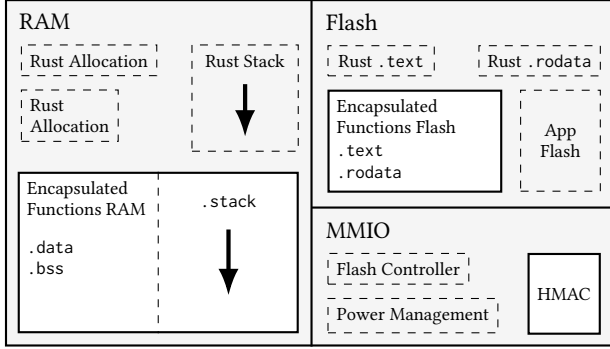 RAM
Rust Allocation
Rust Stack
Rust
Allocation
Encapsulated
Functions RAM
.data
.bss
.stack
Flash
Rust .text
Rust .rodata
Encapsulated
Functions Flash
.text
.rodata
App
Flash
MMIO
Flash Controller
Power Management
HMAC